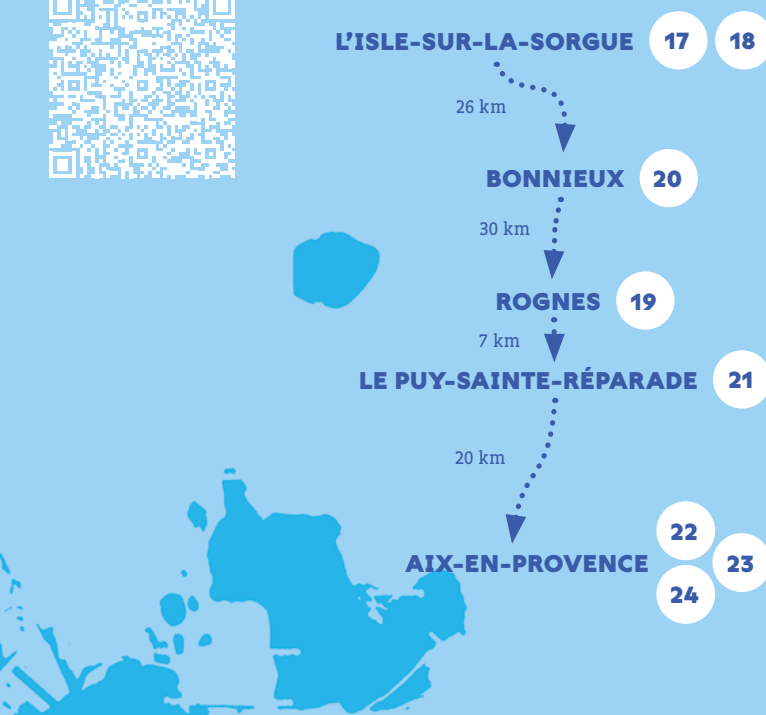 L'ISLE-SUR-LA-SORGUE 17 18
26 km
BONNIEUX 20
30 km
ROGNES 19
7 km
LE PUY-SAINTE-RÉPARADE 21
20 km
22
AIX-EN-PROVENCE 23
24